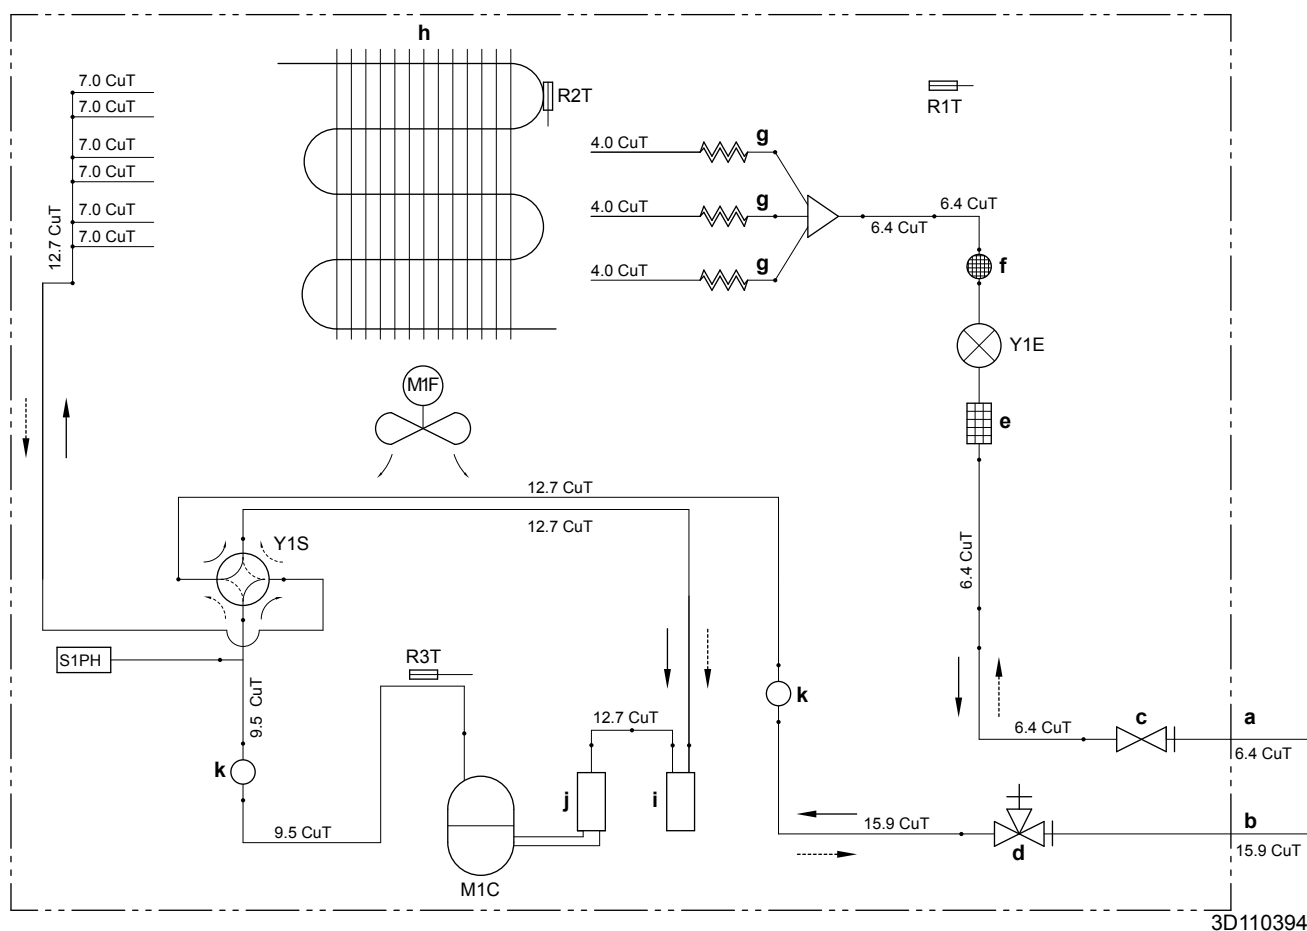 h
7.0 CuT
7.0 CuT
R2T
R1T
7.0 CuT
4.0 CuT
g
7.0 CuT
7.0 CuT
4.0 CuT
g
6.4 CuT
6.4 CuT
7.0 CuT
12.7 CuT
4.0 CuT
g
f
Y1E
M1F
e
12.7 CuT
12.7 CuT
Y1S
6.4 CuT
S1PH
R3T
9.5 CuT
k
12.7 CuT
6.4 CuT
c
a
6.4 CuT
k
j
i
15.9 CuT
d
b
15.9 CuT
9.5 CuT
M1C
3D110394